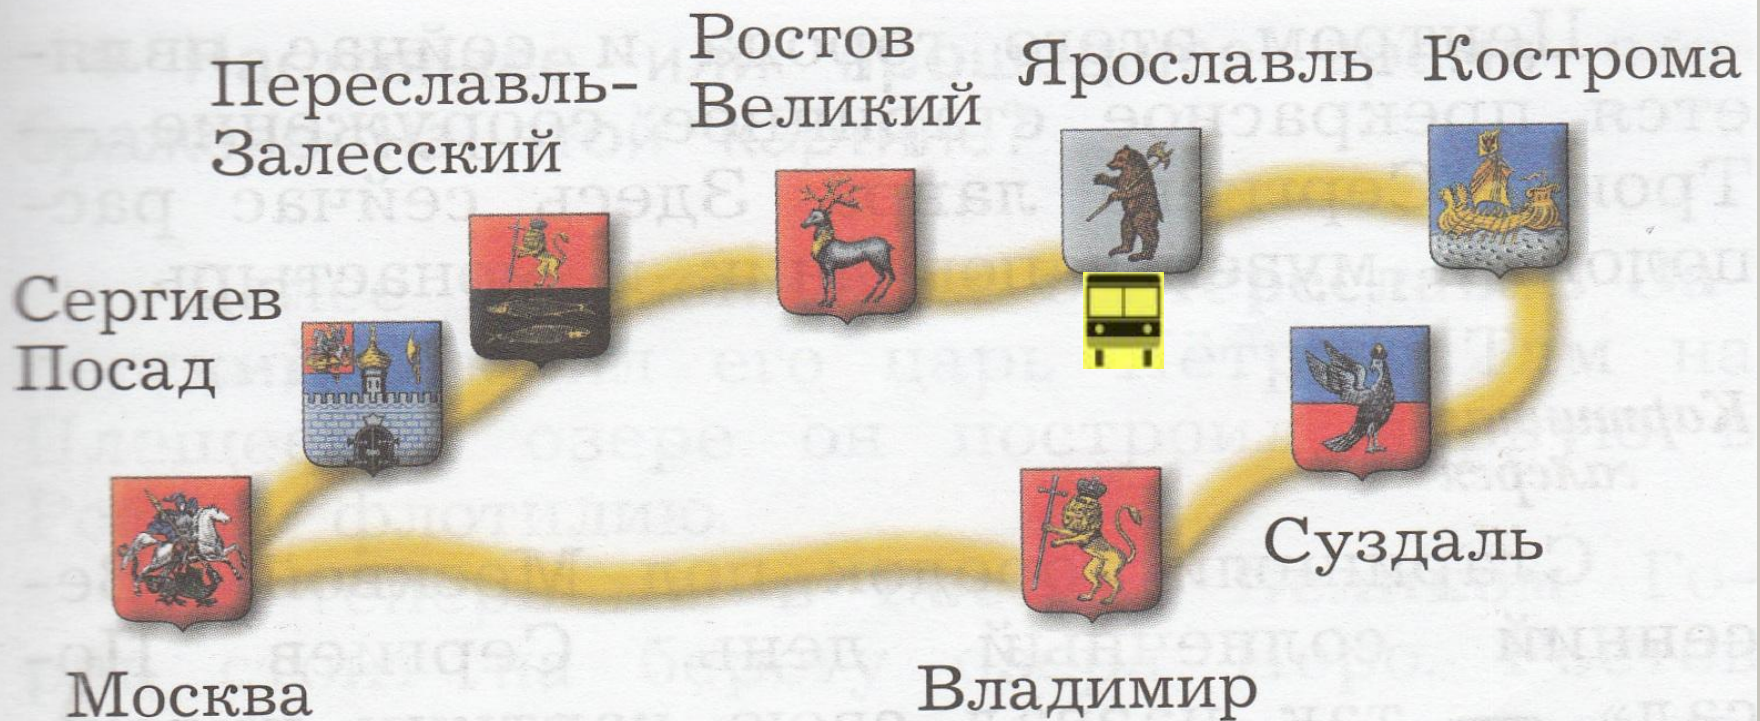 Переславль-
Залесский
Ростов
Великий
Ярославль
Кострома
Сергиев
Посад
Суздаль
Москва
Владимир